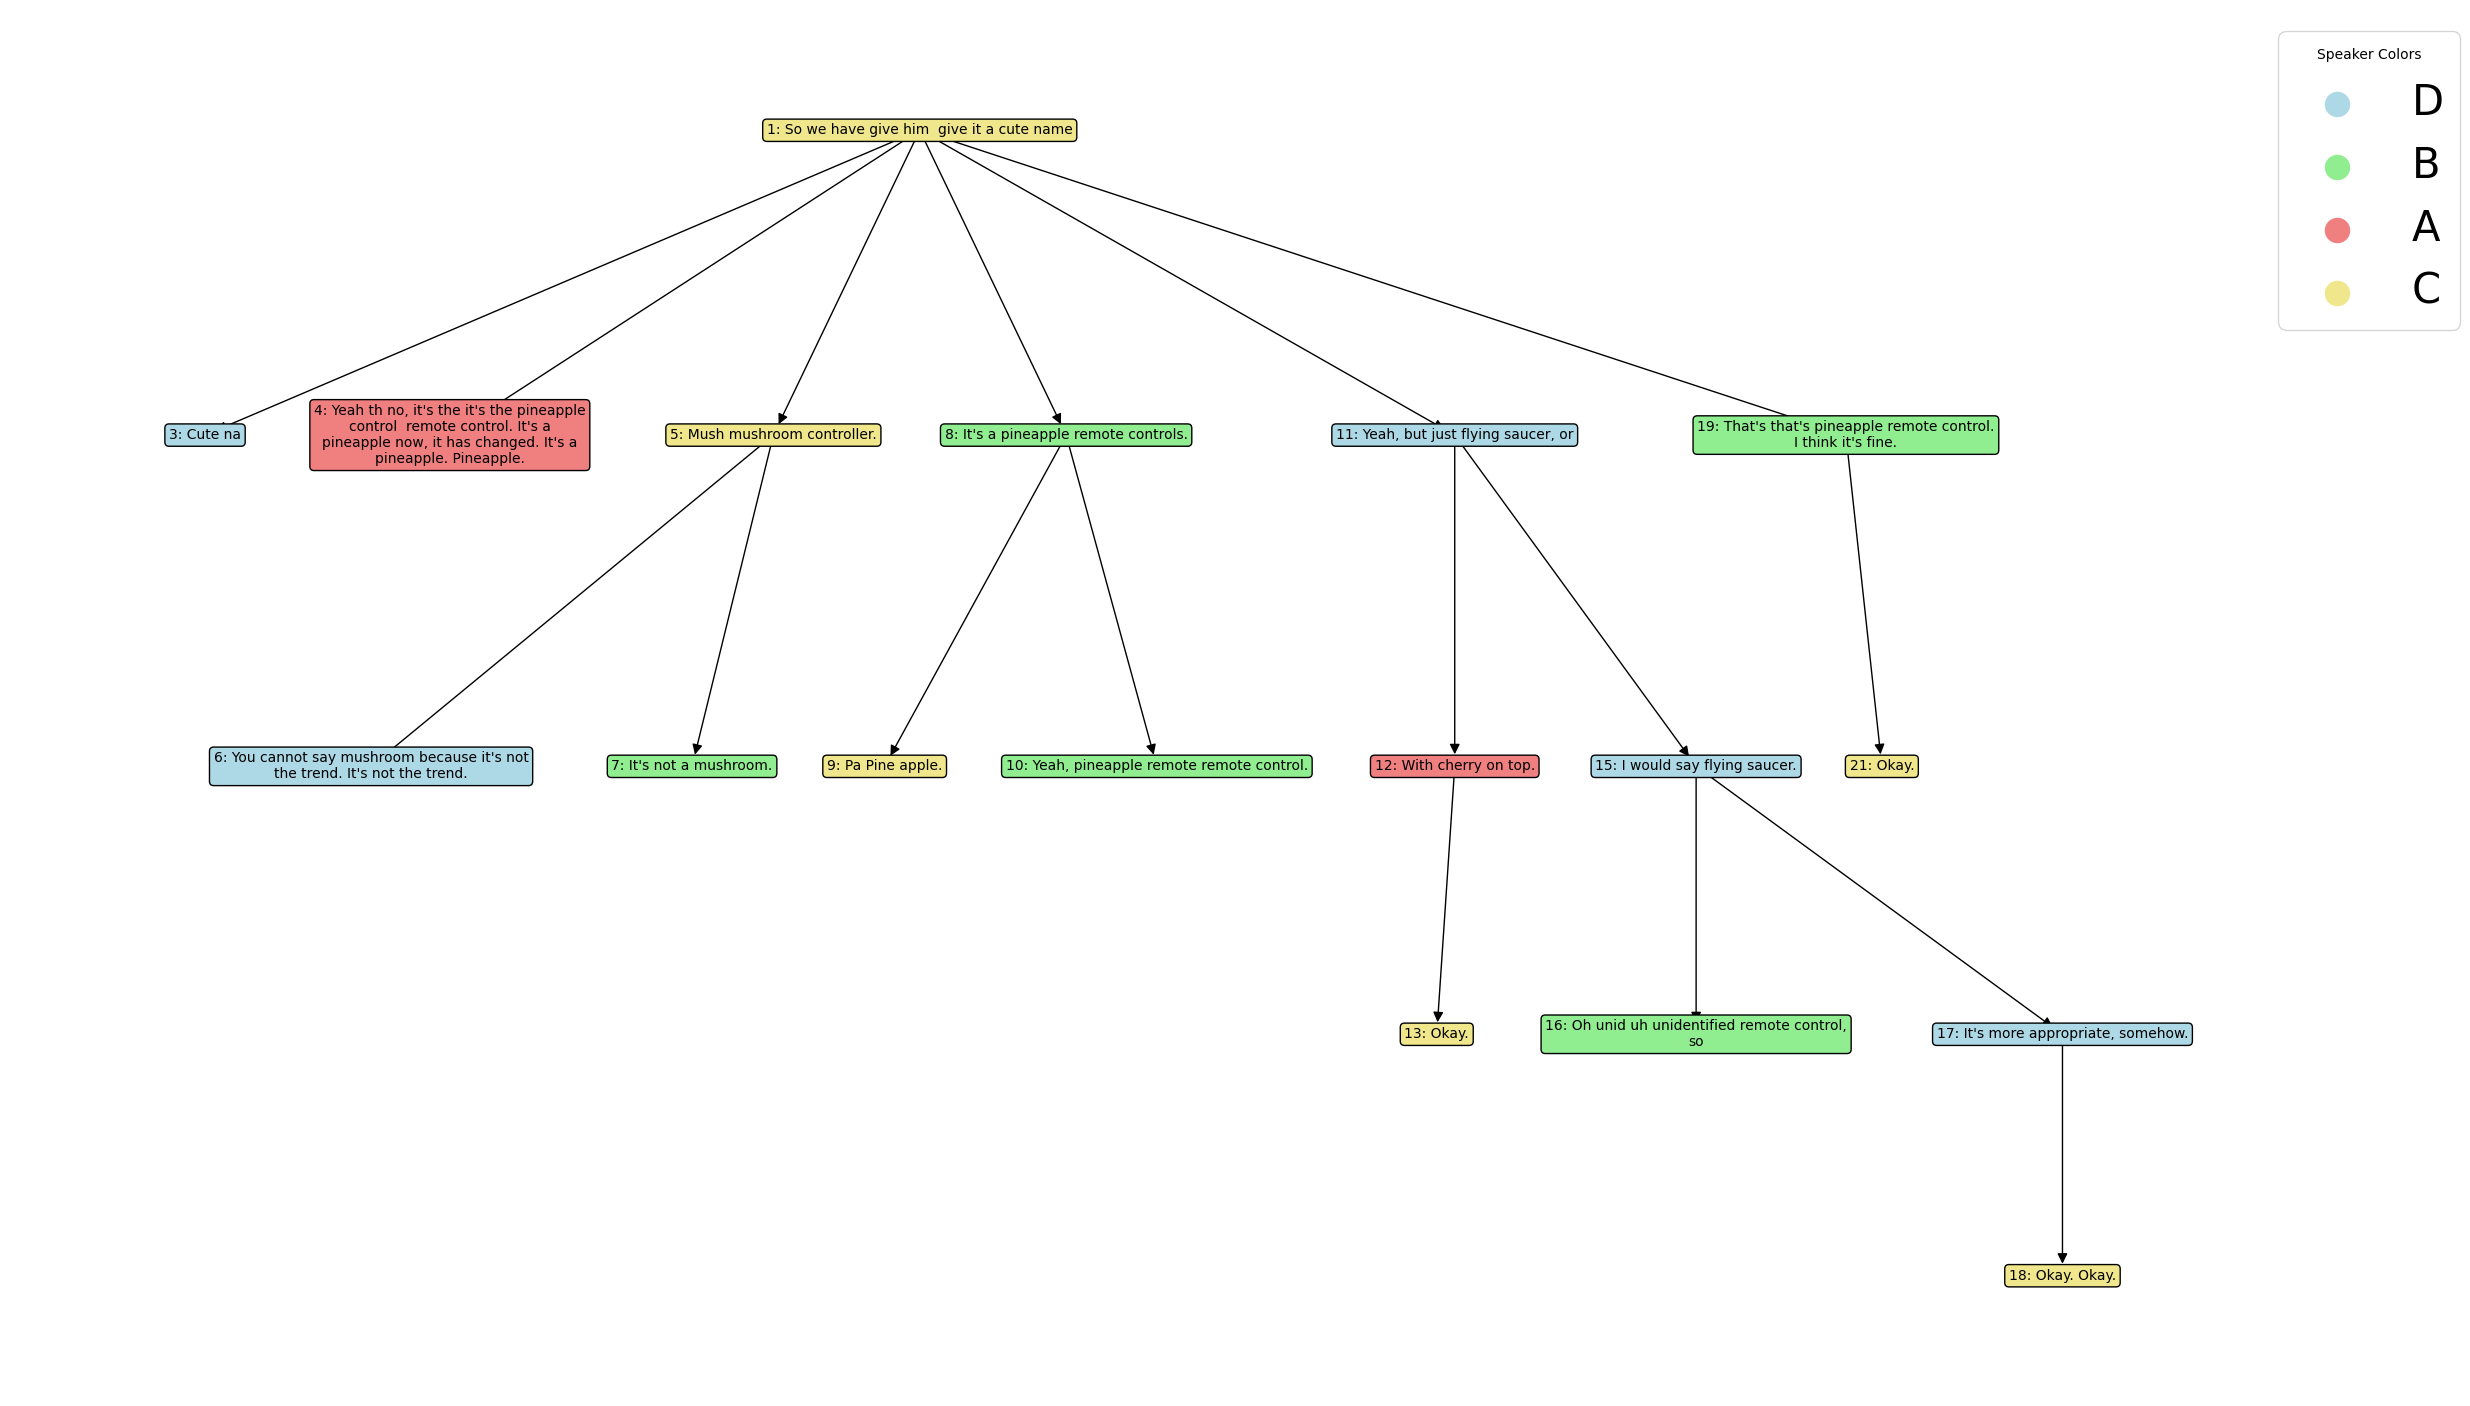 Speaker Colors
D
B
A
C
1: So we have give him  give it a cute name
3: Cute na
4: Yeah th no, it's the it's the pineapple
control  remote control. It's a
pineapple now, it has changed. It's a
pineapple. Pineapple.
5: Mush mushroom controller.
8: It's a pineapple remote controls.
11: Yeah, but just flying saucer, or
19: That's that's pineapple remote control.
I think it's fine.
6: You cannot say mushroom because it's not
the trend. It's not the trend.
7: It's not a mushroom.
9: Pa Pine apple.
10: Yeah, pineapple remote remote control.
12: With cherry on top.
15: I would say flying saucer.
21: Okay.
13: Okay.
16: Oh unid uh unidentified remote control,
so
17: It's more appropriate, somehow.
18: Okay. Okay.